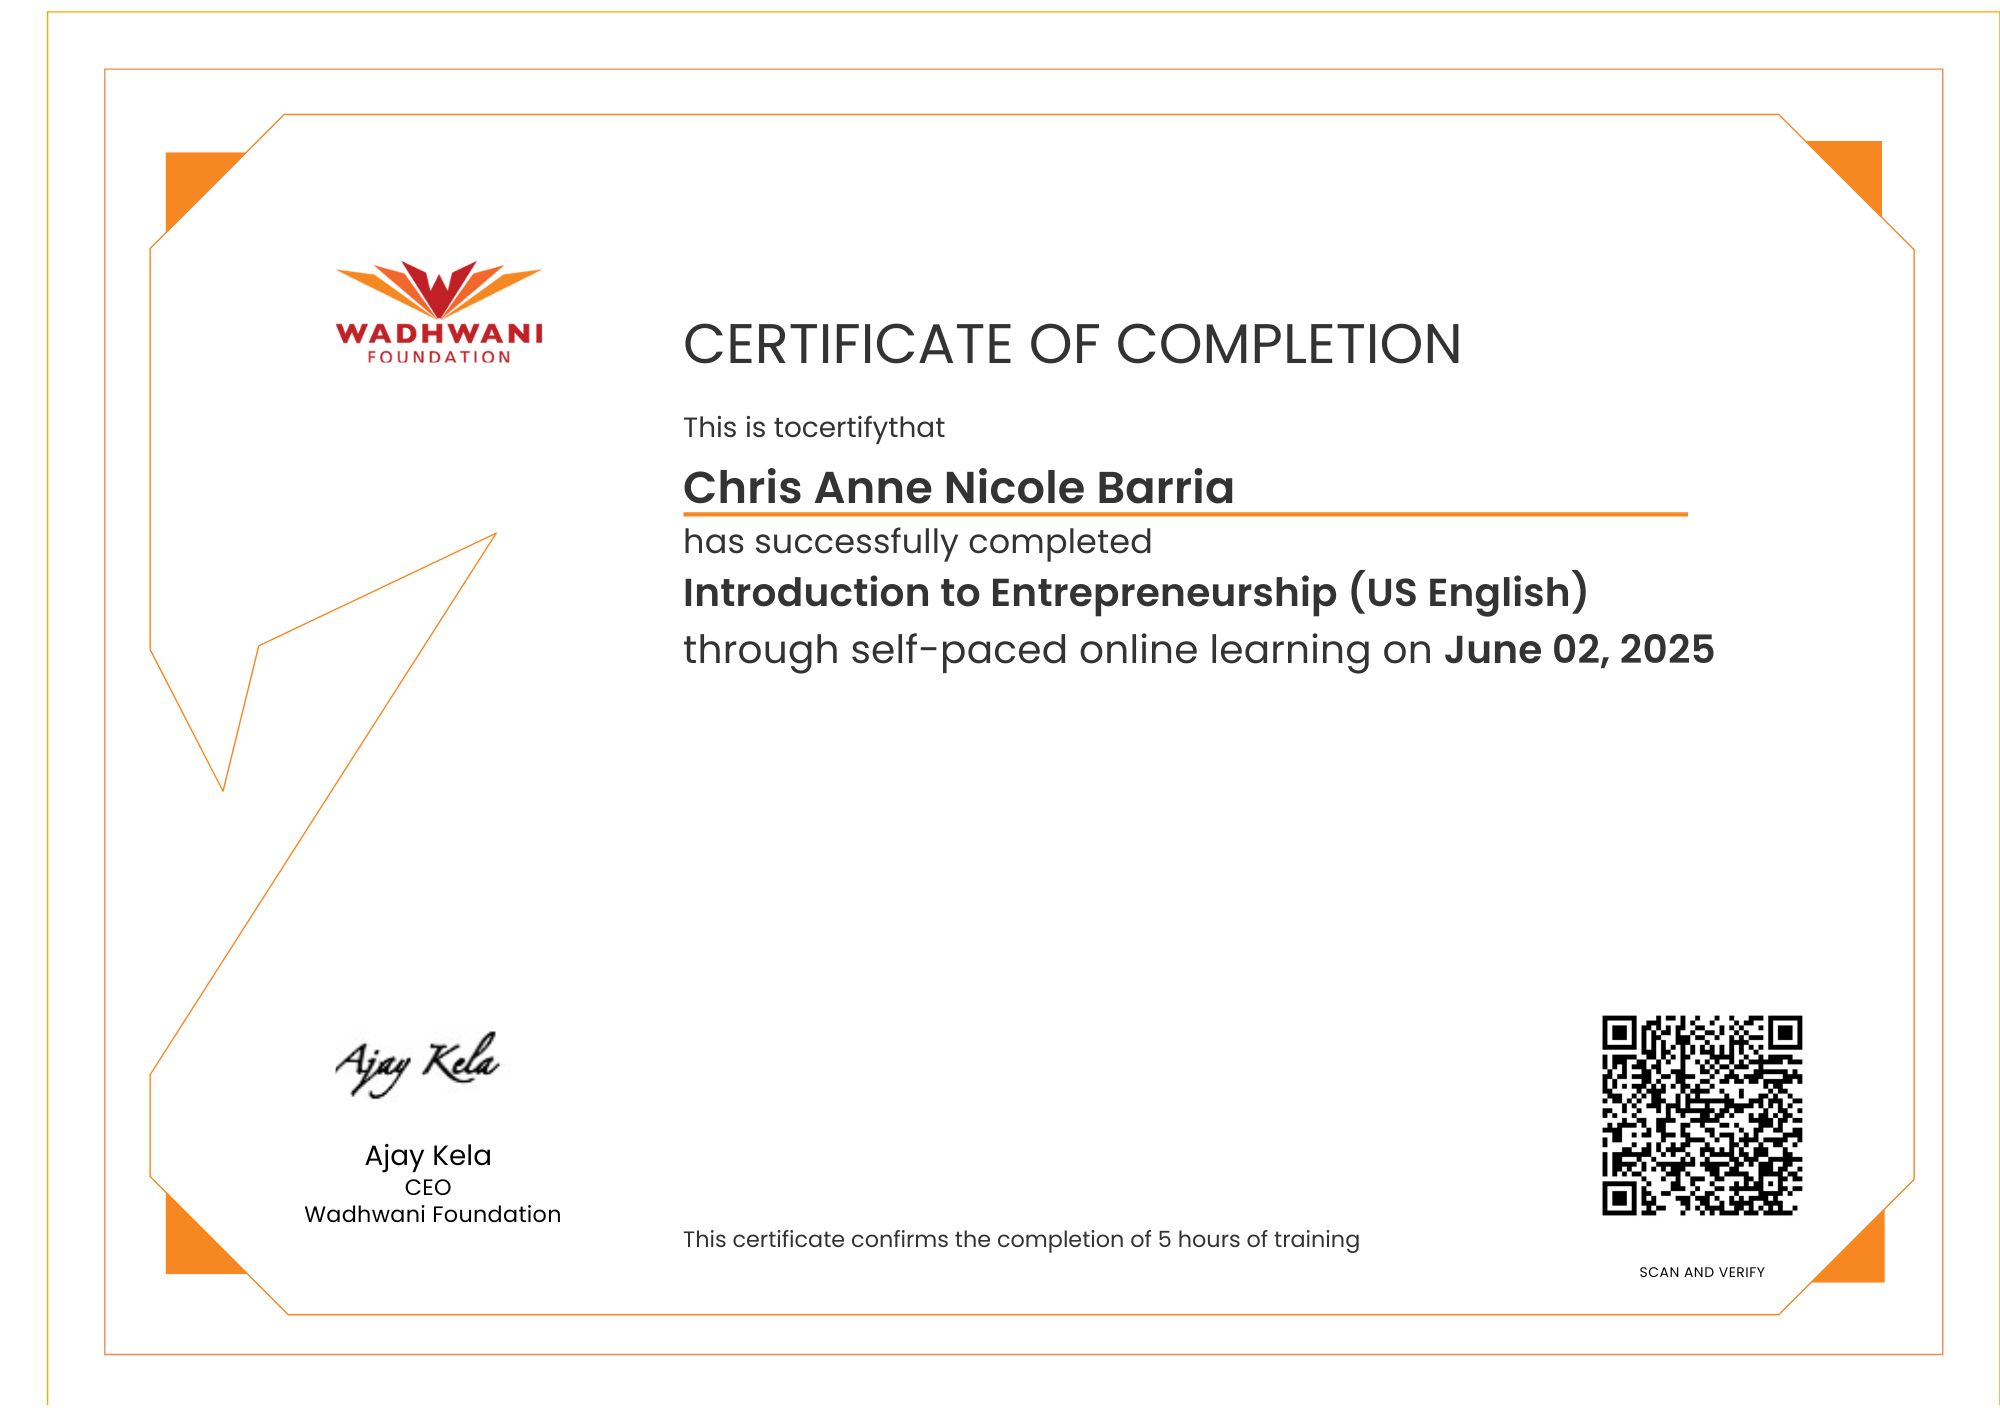 WADHWANI
FOUNDATION
CERTIFICATE OF COMPLETION
This is tocertifythat
Chris Anne Nicole Barria
has successfully completed
Introduction to Entrepreneurship (US English)
through self-paced online learning on June 02, 2025
Ajay Kela
Ajay Kela
CEO
Wadhwani Foundation
This certificate confirms the completion of 5 hours of training
SCAN AND VERIFY